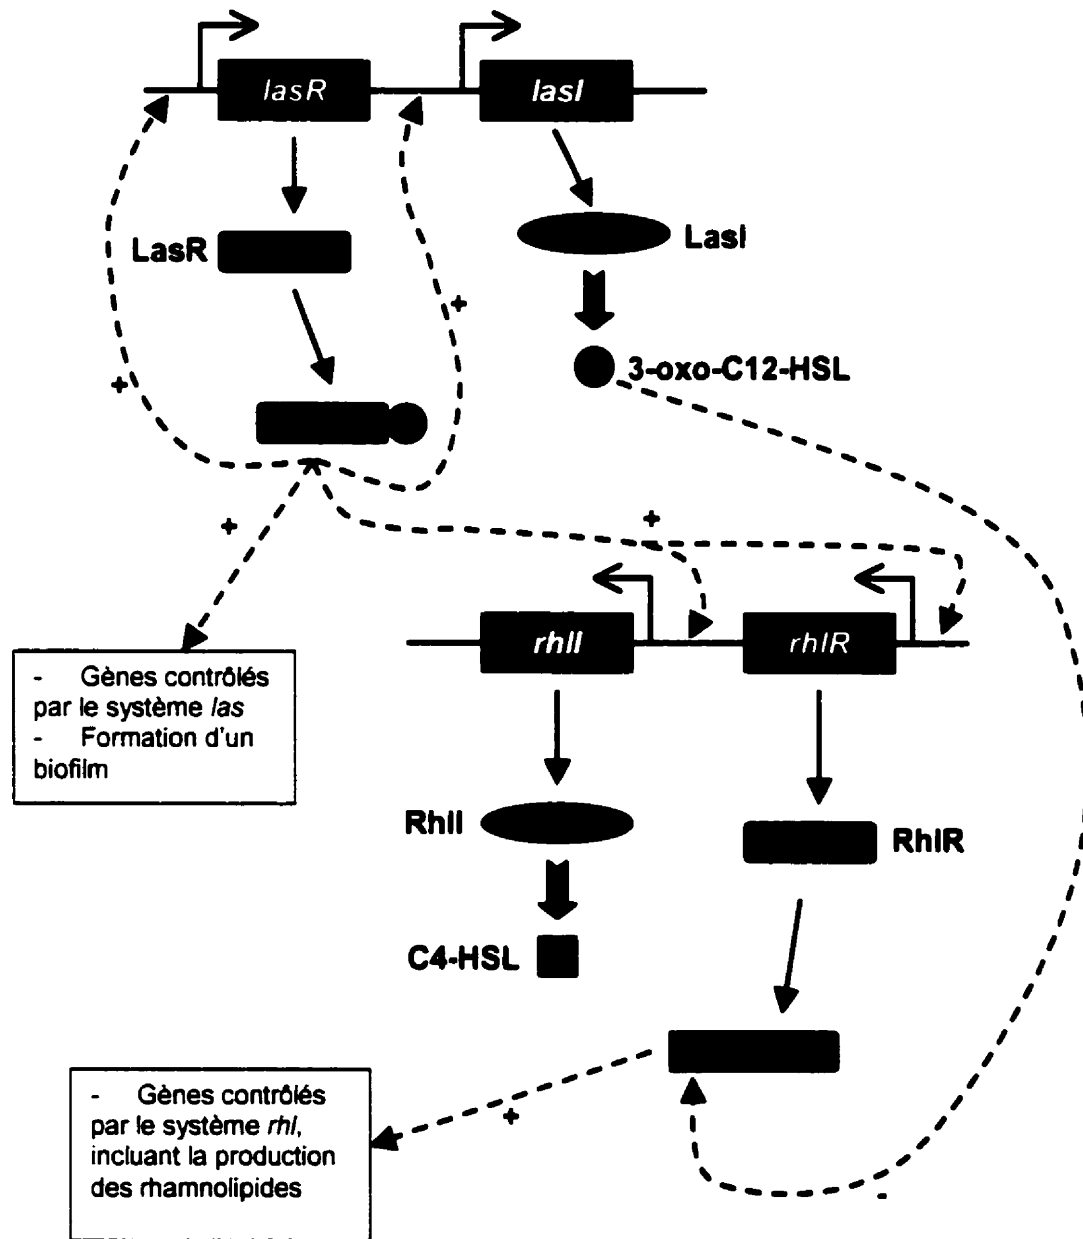 lasR
lasI
LasR
LasI
+
+
3-oxo-C12-HSL
+
+
- Gènes contrôlés
par le système las
- Formation d'un
biofilm
rhlI
rhlR
RhlI
RhlR
C4-HSL
- Gènes contrôlés
par le système rhl,
incluant la production
des rhamnolipides
+
-